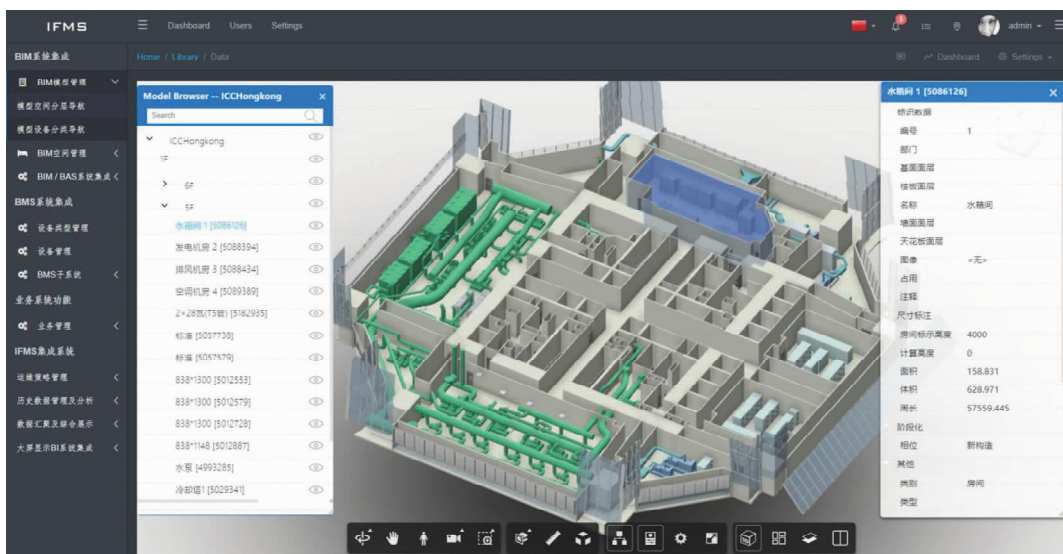 IFMS
Dashboard Users Settings
5
admin
Home / Library / Data
Dashboard Settings
BIM系统集成
BIM模型管理
模型空间分层导航
模型设备分类导航
BIM空间管理
BIM / BAS系统集成
BMS系统集成
设备类型管理
设备管理
BMS子系统
业务系统功能
业务管理
IFMS集成系统
运维策略管理
历史数据管理及分析
数据汇聚及综合展示
大屏显示BI系统集成
Model Browser -- ICCHongkong ×
Search
ICCHongkong
1F
6F
5F
水箱间 1 [5086126]
发电机房 2 [5088394]
排风机房 3 [5088434]
空调机房 4 [5089389]
2*28瓦(T5管) [5182935]
标准 [5057738]
标准 [5057579]
838*1300 [5012553]
838*1300 [5012579]
838*1300 [5012728]
838*1148 [5012887]
水泵 [4993285]
冷却塔1 [5029341]
水箱间 1 [5086126] ×
标识数据
编号 1
部门
基面面层
楼板面层
名称 水箱间
墙面面层
天花板面层
图像 <无>
占用
注释
尺寸标注
房间标示高度 4000
计算高度 0
面积 158.831
体积 628.971
周长 57559.445
阶段化
相位 新构造
其他
类别 房间
类型